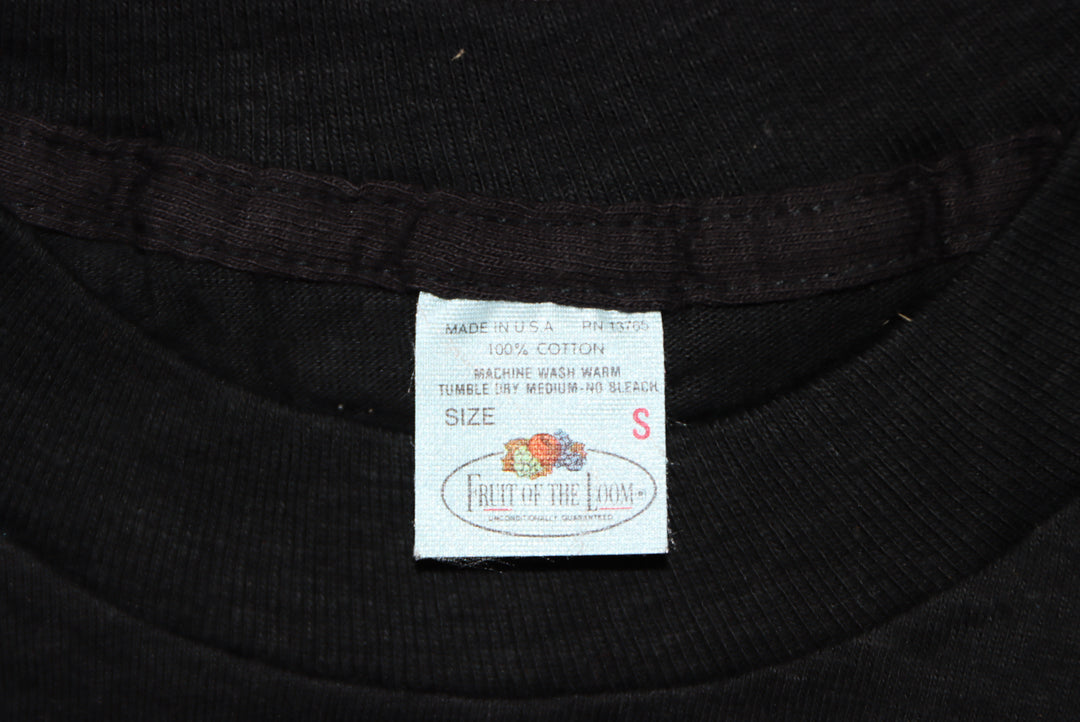 MADE IN U.S.A RN 13765
100% COTTON
MACHINE WASH WARM
TUMBLE DRY MEDIUM-NO BLEACH
SIZE S
FRUIT OF THE LOOM®
UNCONDITIONALLY GUARANTEED